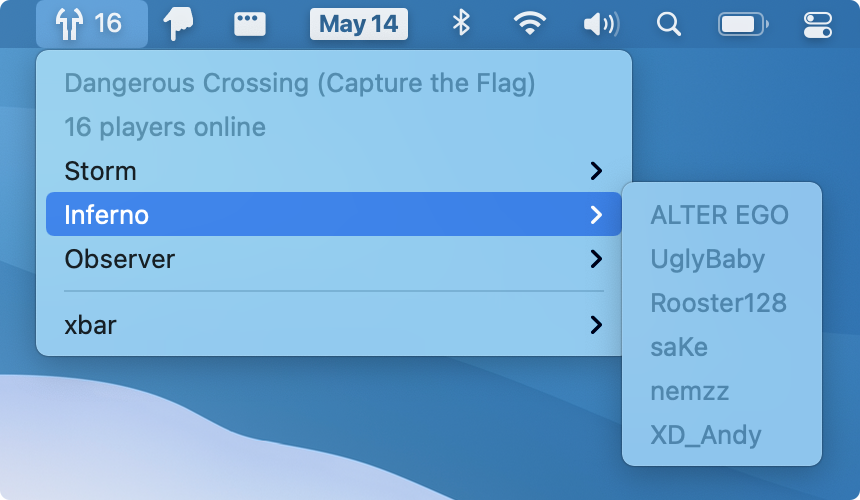 16
May 14
Dangerous Crossing (Capture the Flag)
16 players online
Storm
Inferno
Observer
xbar
ALTER EGO
UglyBaby
Rooster128
saKe
nemzz
XD_Andy